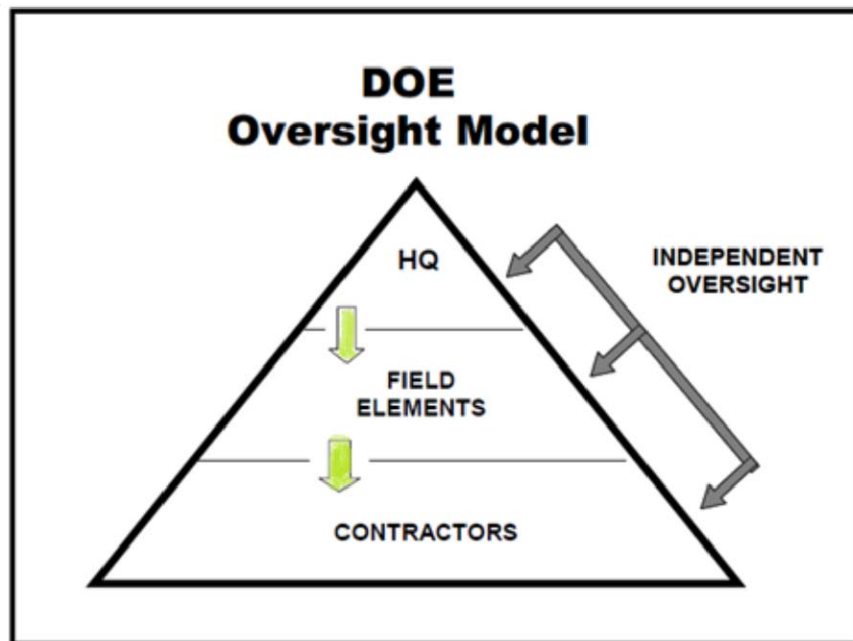 DOE
Oversight Model
HQ
INDEPENDENT
OVERSIGHT
FIELD
ELEMENTS
CONTRACTORS